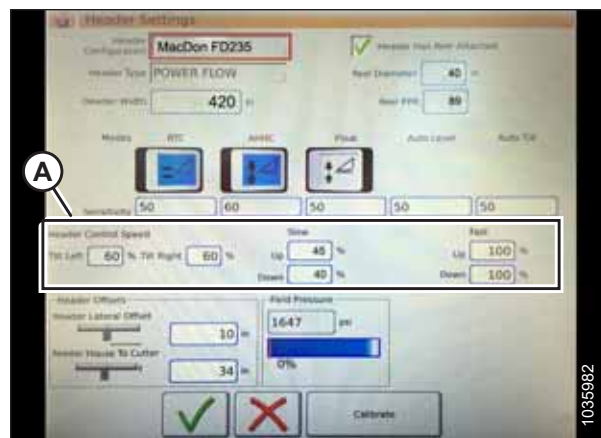 Header Settings
Header Configuration MacDon FD235 Header Has Reel Attached
Header Type POWER FLOW Reel Diameter 40 in
Header Width 420 in Reel PPR 89
Modes RTC AHHC Float Auto Level Auto Tilt
A
Sensitivity 50 60 50 50 50
Header Control Speed Slow Fast
Tilt Left 60 % Tilt Right 60 % Up 45 % Up 100 %
Down 40 % Down 100 %
Header Offsets Field Pressure
Header Lateral Offset 1647 psi
10 in
Feeder House To Cutter 0%
34 in
Calibrate
1035982